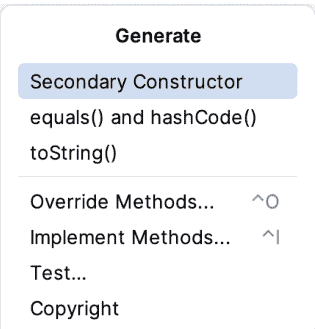 Generate
Secondary Constructor
equals() and hashCode()
toString()
Override Methods... ^O
Implement Methods... ^I
Test...
Copyright